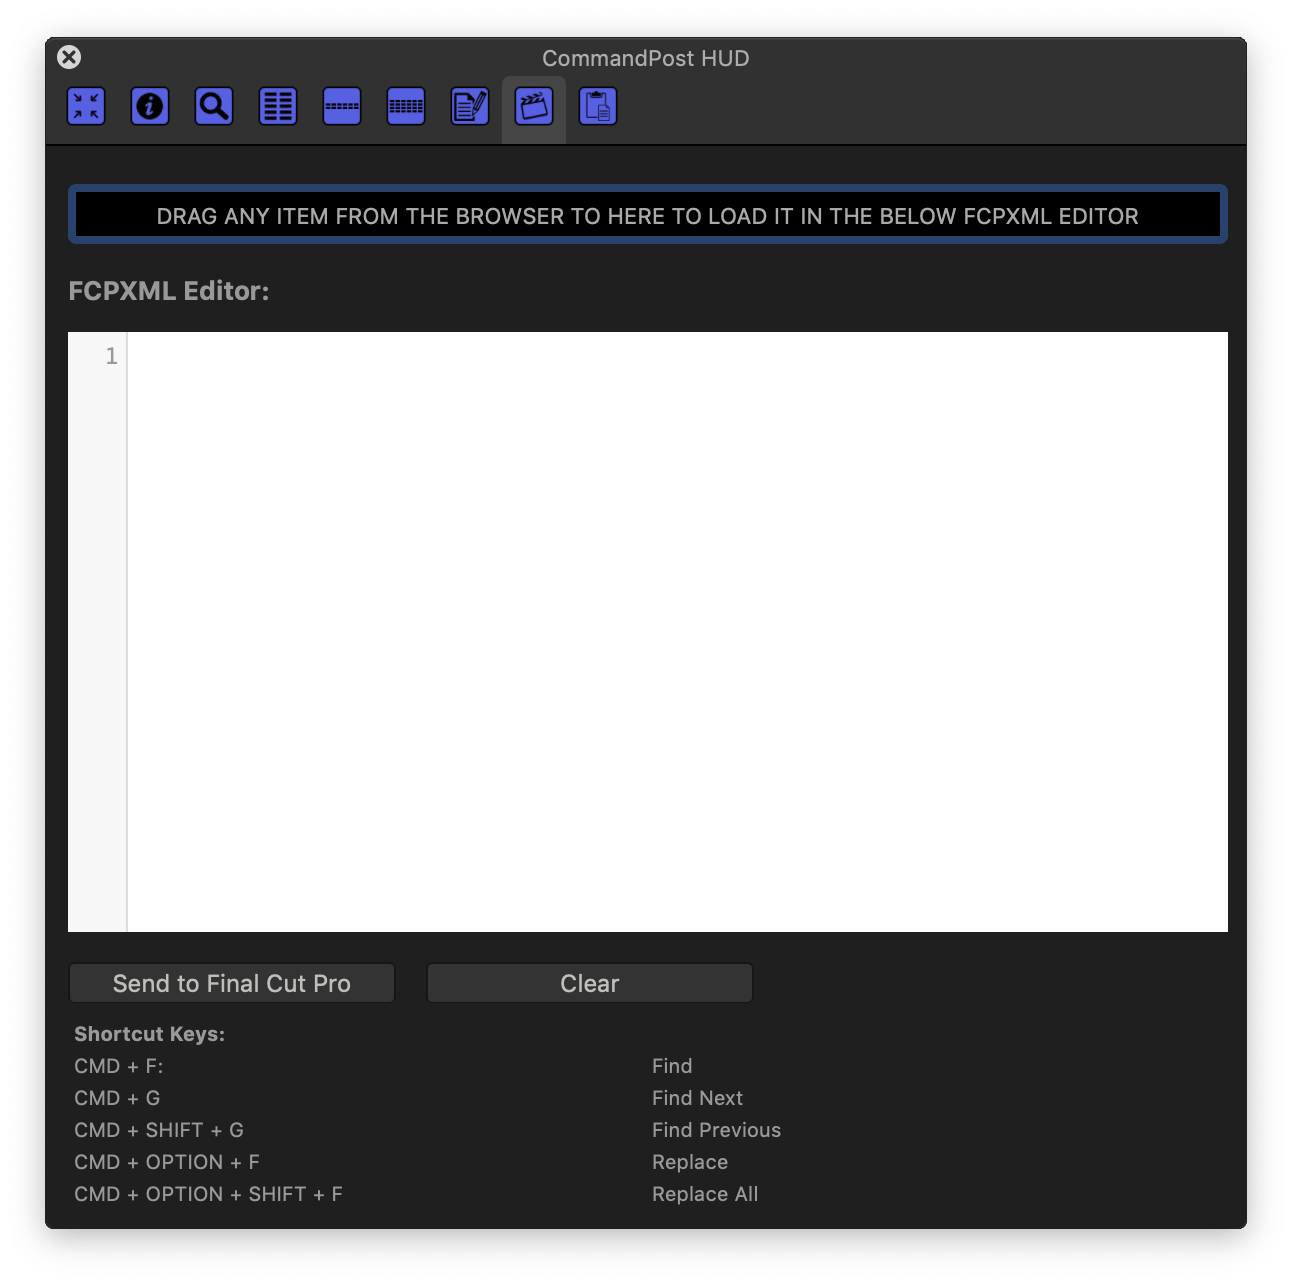 CommandPost HUD
DRAG ANY ITEM FROM THE BROWSER TO HERE TO LOAD IT IN THE BELOW FCPXML EDITOR
FCPXML Editor:
1
Send to Final Cut Pro Clear
Shortcut Keys:
CMD + F: Find
CMD + G Find Next
CMD + SHIFT + G Find Previous
CMD + OPTION + F Replace
CMD + OPTION + SHIFT + F Replace All